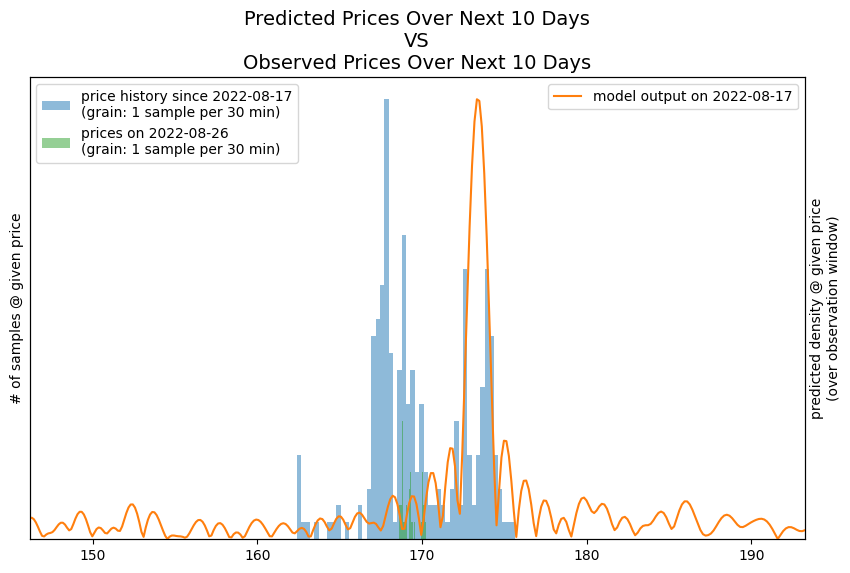 Predicted Prices Over Next 10 Days
VS
Observed Prices Over Next 10 Days
price history since 2022-08-17
(grain: 1 sample per 30 min)
prices on 2022-08-26
(grain: 1 sample per 30 min)
model output on 2022-08-17
# of samples @ given price
predicted density @ given price
(over observation window)
150
160
170
180
190